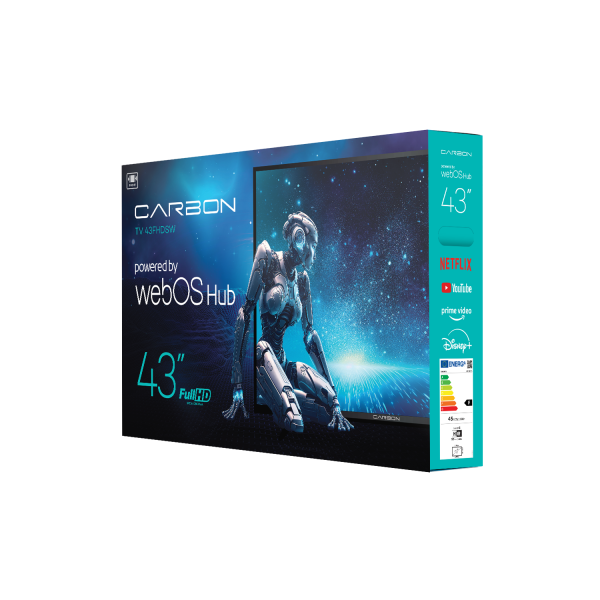 CARBON
TV 43FHDSW
powered by
webOS Hub
43"
Full HD
CARBON
CARBON
powered by
webOS Hub
43"
NETFLIX
YouTube
prime video
Disney+
ENERG